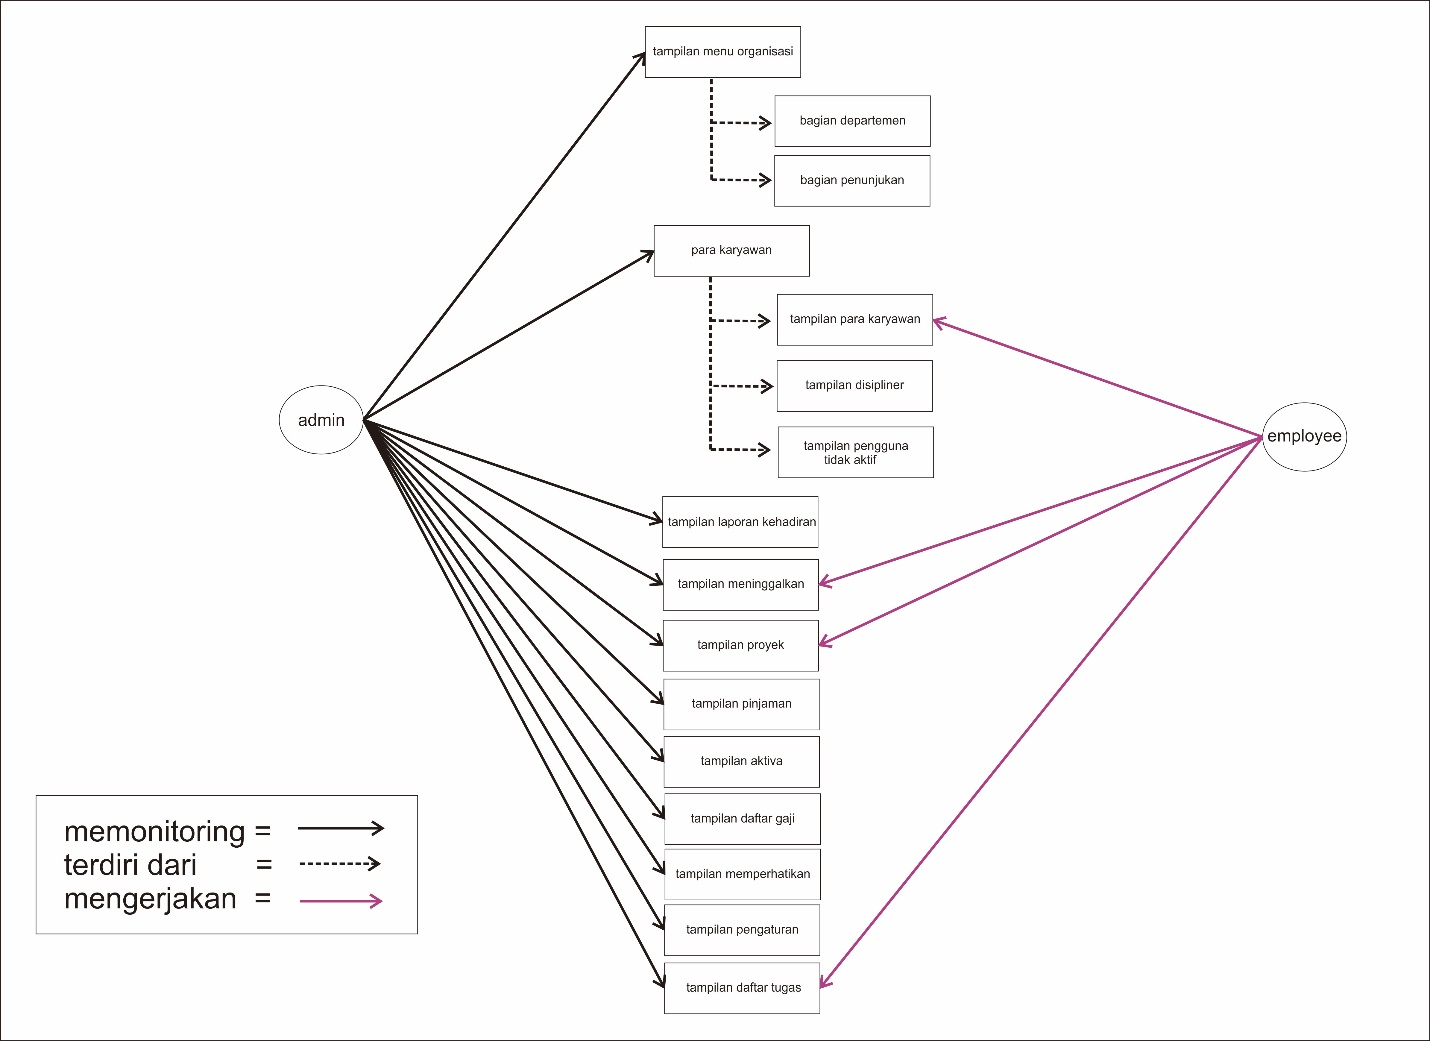 tampilan menu organisasi
bagian departemen
bagian penunjukan
para karyawan
tampilan para karyawan
tampilan disipliner
tampilan pengguna
tidak aktif
admin
employee
tampilan laporan kehadiran
tampilan meninggalkan
tampilan proyek
tampilan pinjaman
tampilan aktiva
tampilan daftar gaji
tampilan memperhatikan
tampilan pengaturan
tampilan daftar tugas
memonitoring =
terdiri dari =
mengerjakan =